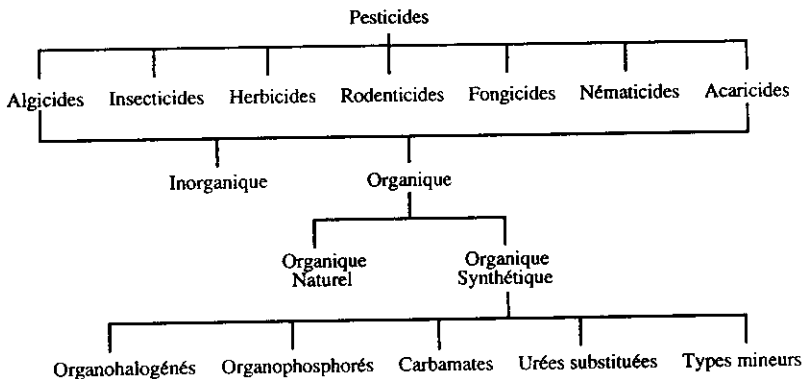 Pesticides
Algicides Insecticides Herbicides Rodenticides Fongicides Nématicides Acaricides
Inorganique Organique
Organique Organique
Naturel Synthétique
Organohalogénés Organophosphorés Carbamates Urées substituées Types mineurs